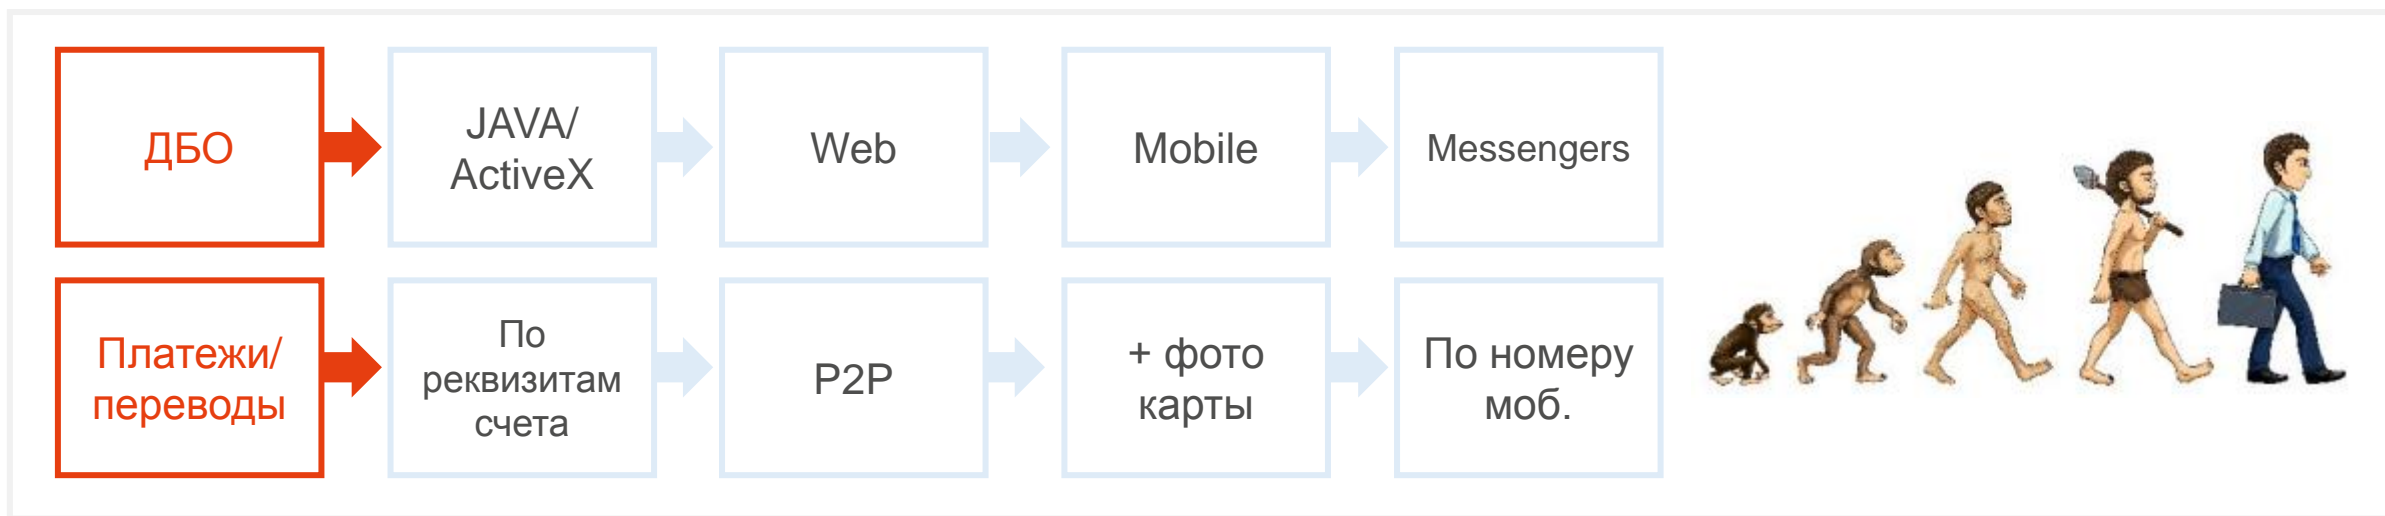 ДБО
JAVA/
ActiveX
Web
Mobile
Messengers
Платежи/
переводы
По
реквизитам
счета
P2P
+ фото
карты
По номеру
моб.